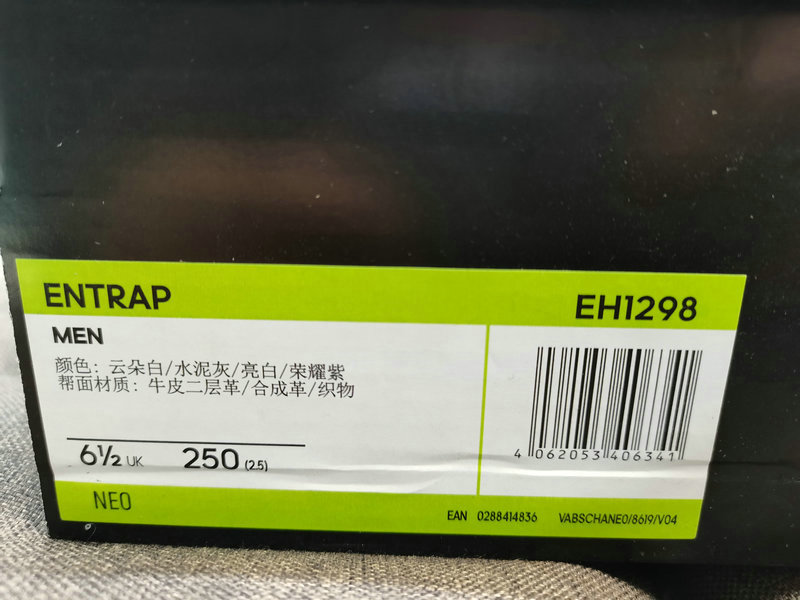 ENTRAP
EH1298
MEN
颜色：云朵白/水泥灰/亮白/荣耀紫
帮面材质：牛皮二层革/合成革/织物
6½ UK 250 (2.5)
4 062053 406341
NEO
EAN 0288414836 VABSCHANEO/8619/V04